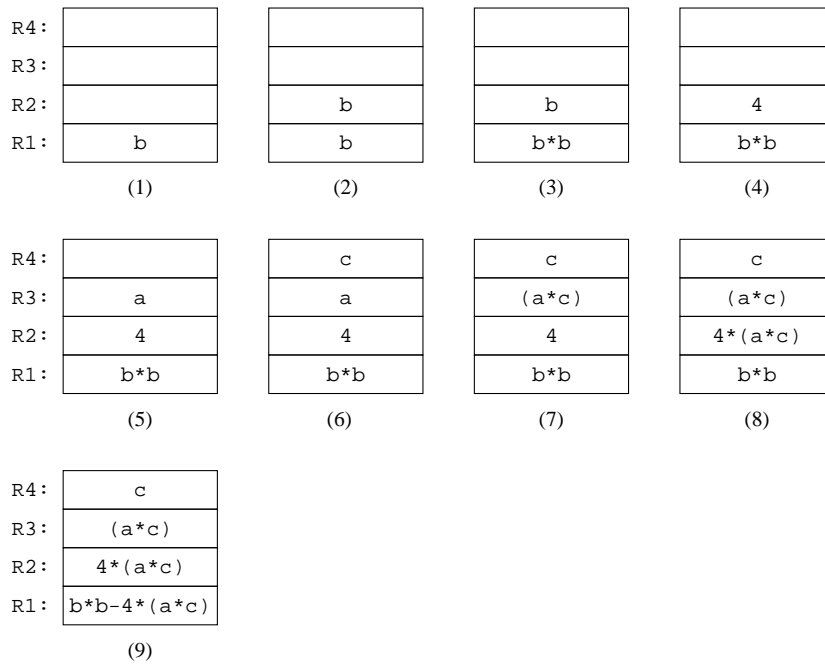 R4:
R3:
R2: b b 4
R1: b b b*b b*b
(1) (2) (3) (4)
R4: c c c
R3: a a (a*c) (a*c)
R2: 4 4 4 4*(a*c)
R1: b*b b*b b*b b*b
(5) (6) (7) (8)
R4: c
R3: (a*c)
R2: 4*(a*c)
R1: b*b-4*(a*c)
(9)